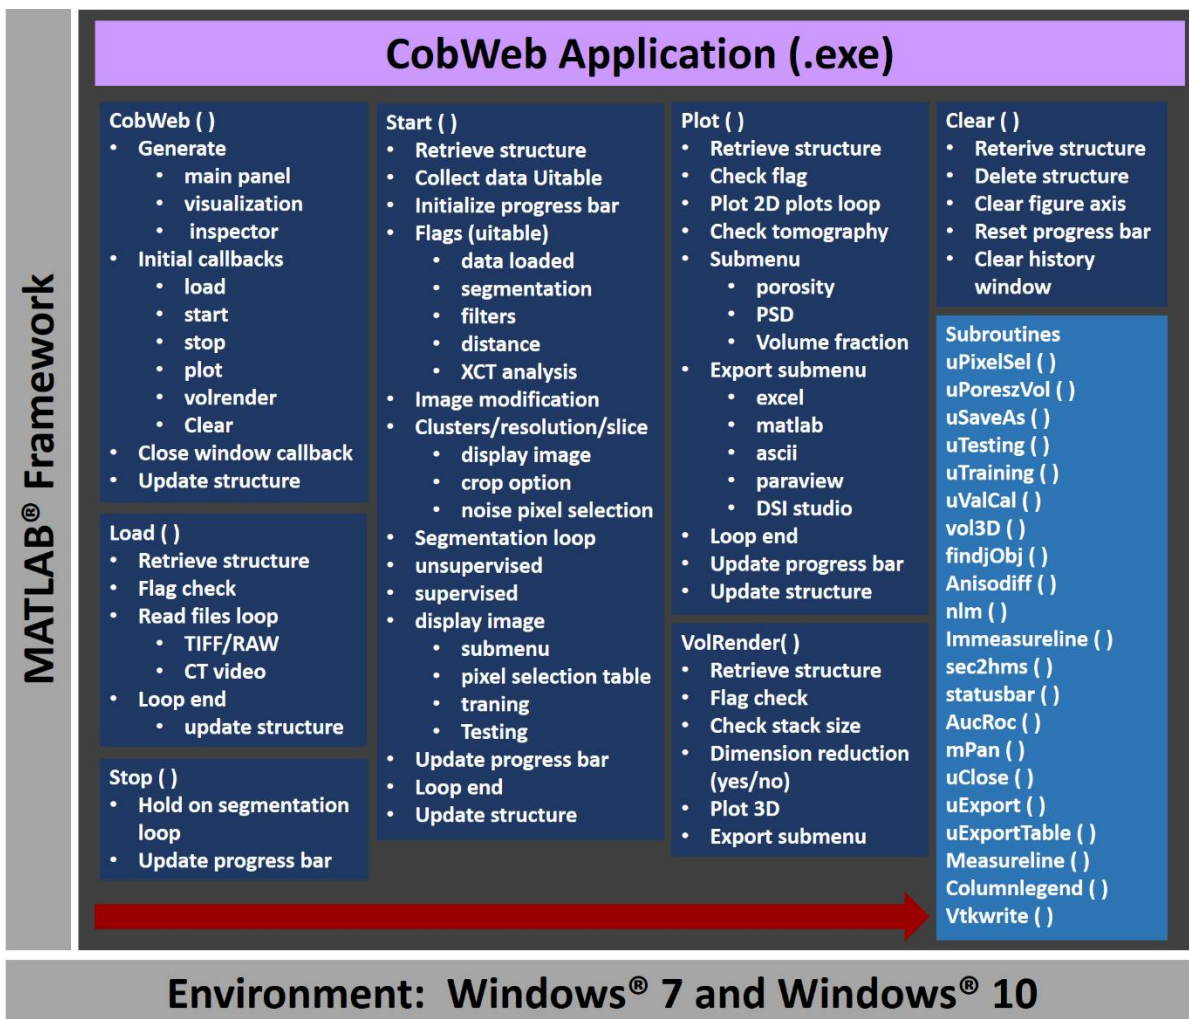 MATLAB® Framework
CobWeb Application (.exe)
CobWeb ( )
• Generate
• main panel
• visualization
• inspector
• Initial callbacks
• load
• start
• stop
• plot
• volrender
• Clear
• Close window callback
• Update structure
Load ( )
• Retrieve structure
• Flag check
• Read files loop
• TIFF/RAW
• CT video
• Loop end
• update structure
Stop ( )
• Hold on segmentation
loop
• Update progress bar
Start ( )
• Retrieve structure
• Collect data Uitable
• Initialize progress bar
• Flags (uitable)
• data loaded
• segmentation
• filters
• distance
• XCT analysis
• Image modification
• Clusters/resolution/slice
• display image
• crop option
• noise pixel selection
• Segmentation loop
• unsupervised
• supervised
• display image
• submenu
• pixel selection table
• traning
• Testing
• Update progress bar
• Loop end
• Update structure
Plot ( )
• Retrieve structure
• Check flag
• Plot 2D plots loop
• Check tomography
• Submenu
• porosity
• PSD
• Volume fraction
• Export submenu
• excel
• matlab
• ascii
• paraview
• DSI studio
• Loop end
• Update progress bar
• Update structure
VolRender( )
• Retrieve structure
• Flag check
• Check stack size
• Dimension reduction
(yes/no)
• Plot 3D
• Export submenu
Clear ( )
• Reterive structure
• Delete structure
• Clear figure axis
• Reset progress bar
• Clear history
window
Subroutines
uPixelSel ( )
uPoreszVol ( )
uSaveAs ( )
uTesting ( )
uTraining ( )
uValCal ( )
vol3D ( )
findjObj ( )
Anisodiff ( )
nlm ( )
Immeasureline ( )
sec2hms ( )
statusbar ( )
AucRoc ( )
mPan ( )
uClose ( )
uExport ( )
uExportTable ( )
Measureline ( )
Columnlegend ( )
Vtkwrite ( )
Environment: Windows® 7 and Windows® 10